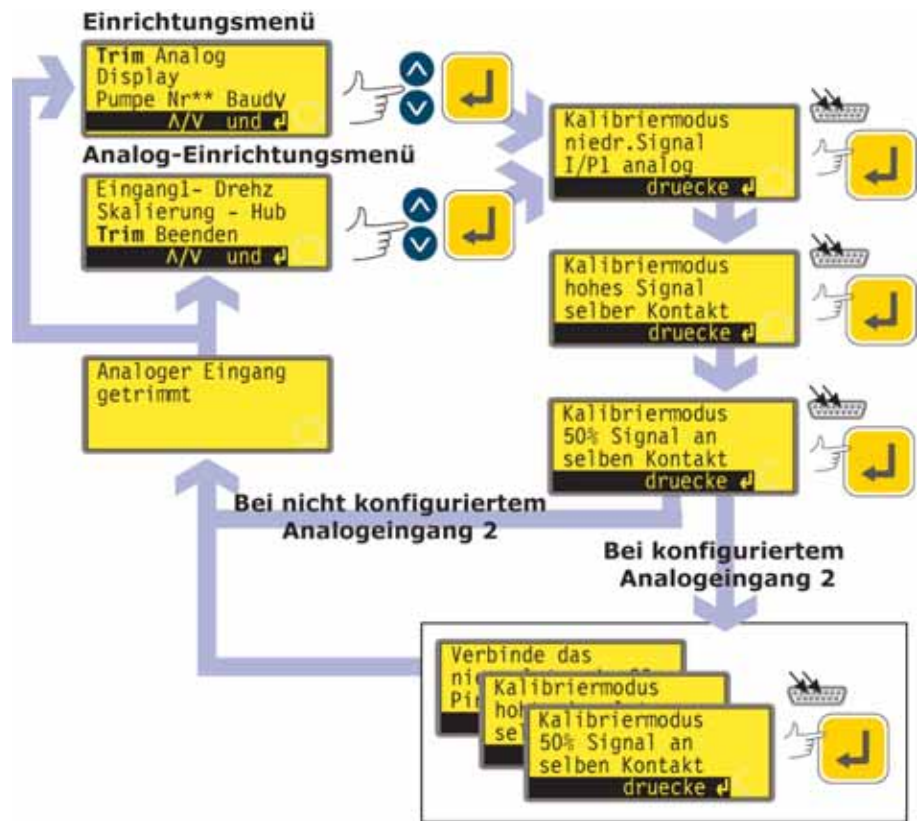 Einrichtungsmenü
Trim Analog
Display
Pumpe Nr** Baud∨
∧/∨ und ↲
Analog-Einrichtungsmenü
Eingang1- Drehz
Skalierung - Hub
Trim Beenden
∧/∨ und ↲
Kalibriermodus
niedr.Signal
I/P1 analog
druecke ↲
Kalibriermodus
hohes Signal
selber Kontakt
druecke ↲
Kalibriermodus
50% Signal an
selben Kontakt
druecke ↲
Analoger Eingang
getrimmt
Bei nicht konfiguriertem
Analogeingang 2
Bei konfiguriertem
Analogeingang 2
Verbinde das
Kalibriermodus
Kalibriermodus
50% Signal an
selben Kontakt
druecke ↲